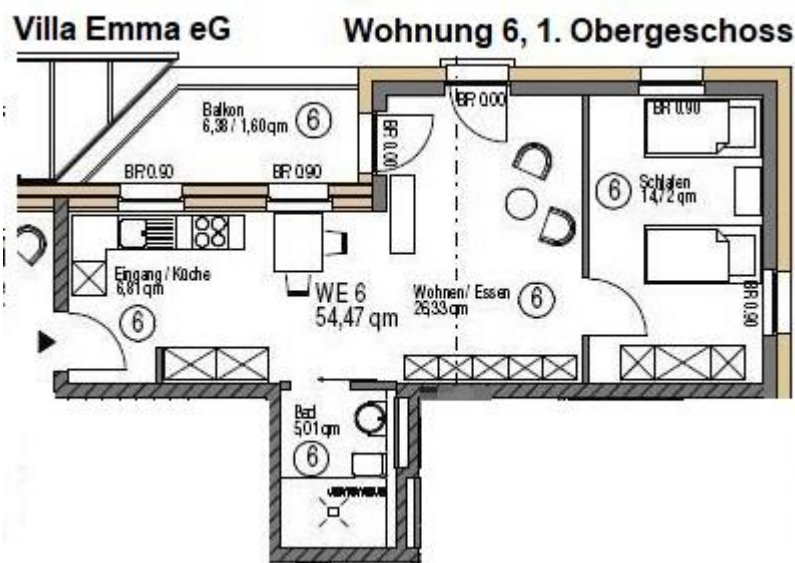 Villa Emma eG
Wohnung 6, 1. Obergeschoss
Balkon
6,38 / 1,60 qm
6
BR 0.90
BR 0.90
BR 0.00
BR 0.00
BR 0.90
6
Schlafen
14,72 qm
Eingang / Küche
6,81 qm
6
WE 6
54,47 qm
Wohnen / Essen
26,33 qm
6
BR 0.90
Bad
5,01 qm
6